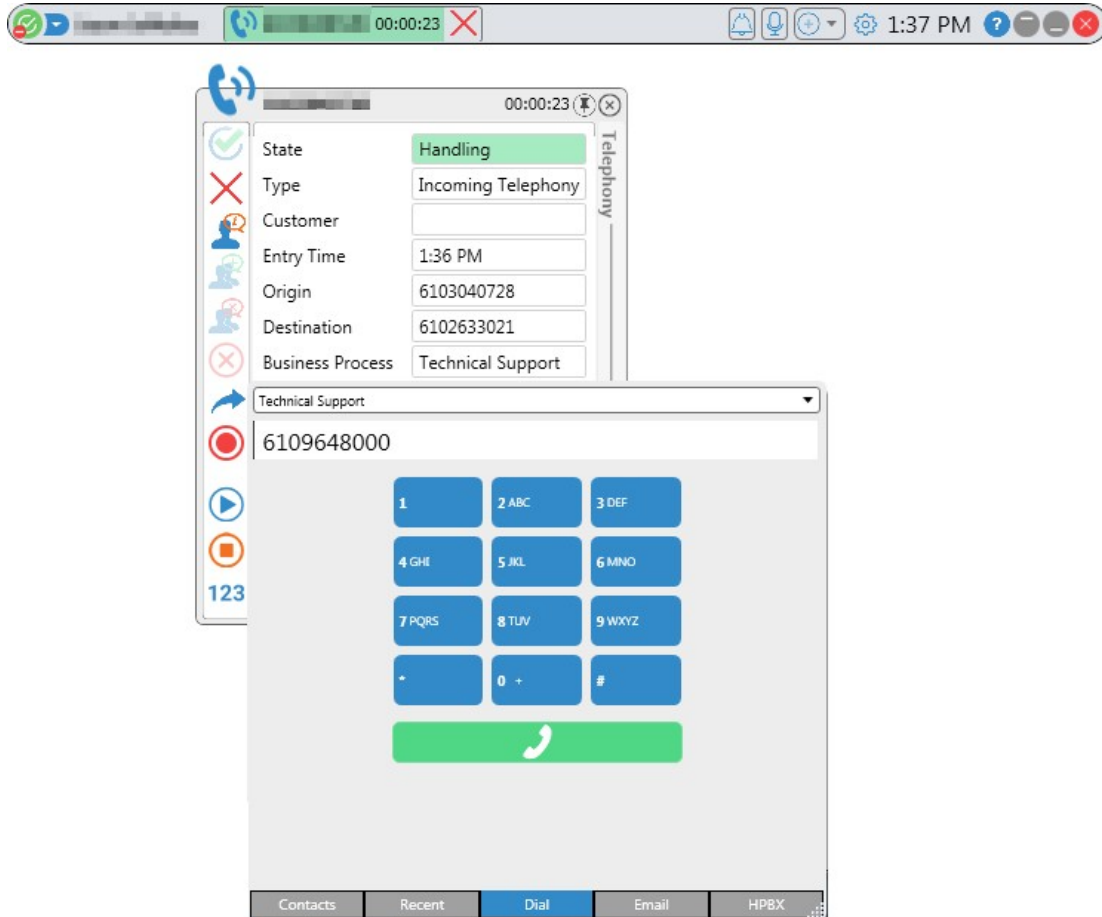 00:00:23 1:37 PM ?
00:00:23
Telephony
State Handling
Type Incoming Telephony
Customer
Entry Time 1:36 PM
Origin 6103040728
Destination 6102633021
Business Process Technical Support
Technical Support
6109648000
1 2 ABC 3 DEF
4 GHI 5 JKL 6 MNO
7 PQRS 8 TUV 9 WXYZ
* 0 + #
123
Contacts Recent Dial Email HPBX